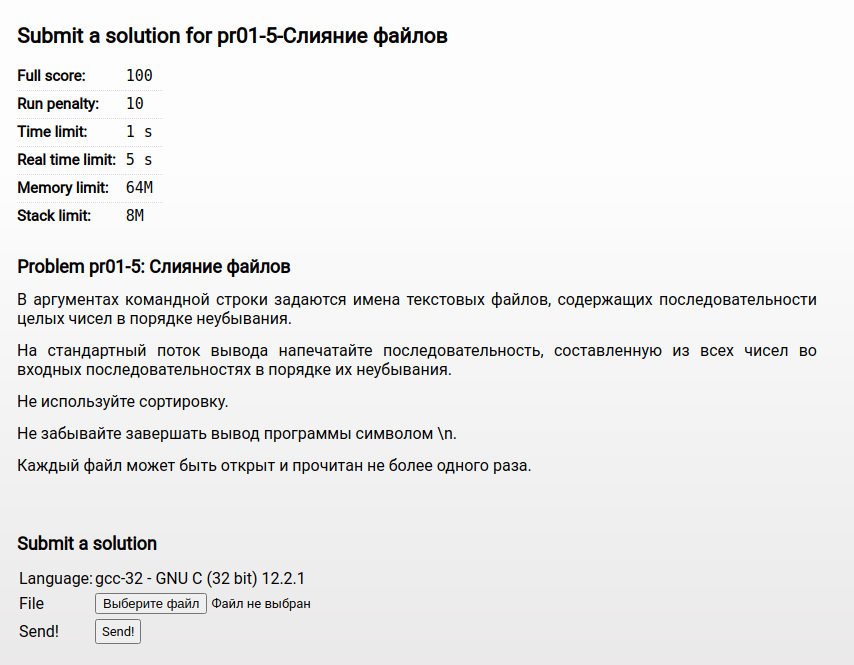 Submit a solution for pr01-5-Слияние файлов
Full score: 100
Run penalty: 10
Time limit: 1 s
Real time limit: 5 s
Memory limit: 64M
Stack limit: 8M
Problem pr01-5: Слияние файлов
В аргументах командной строки задаются имена текстовых файлов, содержащих последовательности
целых чисел в порядке неубывания.
На стандартный поток вывода напечатайте последовательность, составленную из всех чисел во
входных последовательностях в порядке их неубывания.
Не используйте сортировку.
Не забывайте завершать вывод программы символом \n.
Каждый файл может быть открыт и прочитан не более одного раза.
Submit a solution
Language: gcc-32 - GNU C (32 bit) 12.2.1
File Выберите файл Файл не выбран
Send! Send!